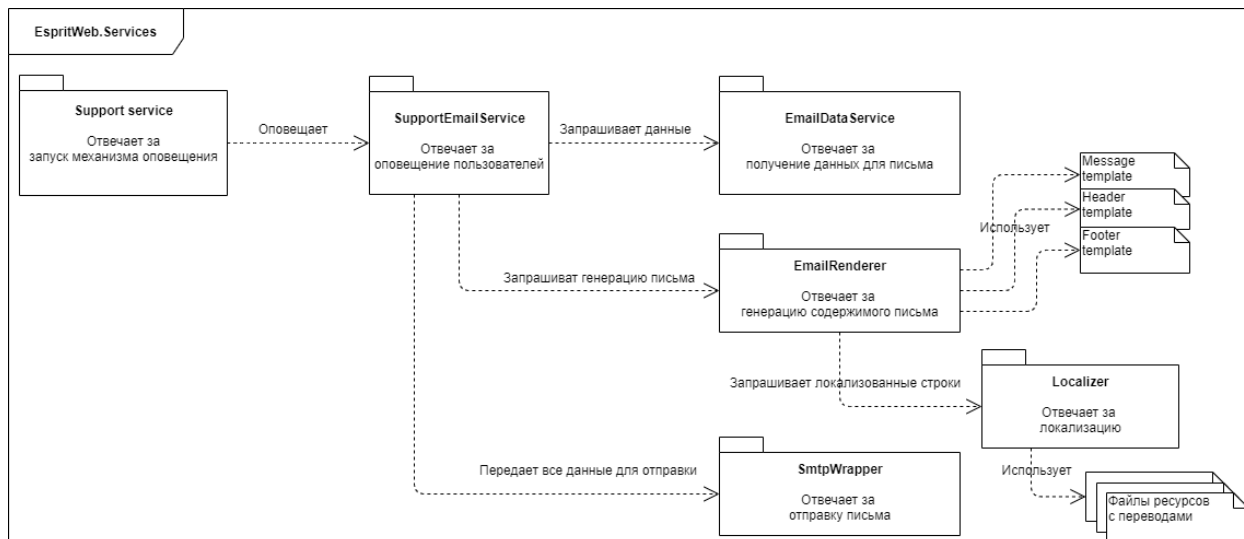 EspritWeb.Services
Support service
Отвечает за
запуск механизма оповещения
Оповещает
SupportEmailService
Отвечает за
оповещение пользователей
Запрашивает данные
EmailDataService
Отвечает за
получение данных для письма
Message
template
Header
template
Использует
Footer
template
Запрашиват генерацию письма
EmailRenderer
Отвечает за
генерацию содержимого письма
Запрашивает локализованные строки
Localizer
Отвечает за
локализацию
Передает все данные для отправки
SmtpWrapper
Отвечает за
отправку письма
Использует
Файлы ресурсов
с переводами